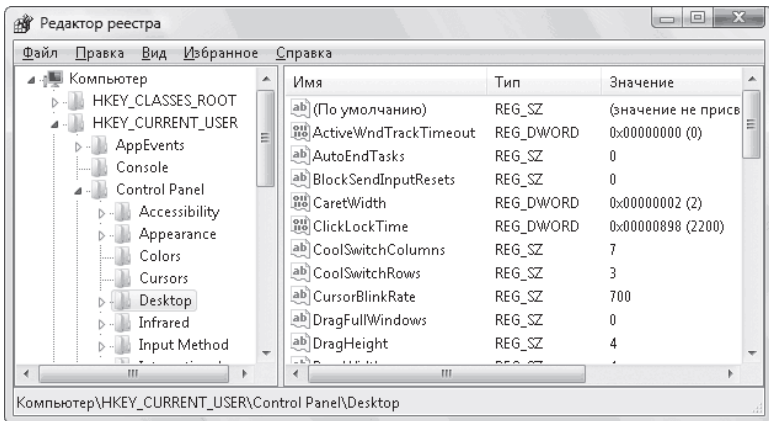 Редактор реестра
Файл Правка Вид Избранное Справка
Компьютер
HKEY_CLASSES_ROOT
HKEY_CURRENT_USER
AppEvents
Console
Control Panel
Accessibility
Appearance
Colors
Cursors
Desktop
Infrared
Input Method
Имя Тип Значение
(По умолчанию) REG_SZ (значение не присв
ActiveWndTrackTimeout REG_DWORD 0x00000000 (0)
AutoEndTasks REG_SZ 0
BlockSendInputResets REG_SZ 0
CaretWidth REG_DWORD 0x00000002 (2)
ClickLockTime REG_DWORD 0x00000898 (2200)
CoolSwitchColumns REG_SZ 7
CoolSwitchRows REG_SZ 3
CursorBlinkRate REG_SZ 700
DragFullWindows REG_SZ 0
DragHeight REG_SZ 4
Компьютер\HKEY_CURRENT_USER\Control Panel\Desktop